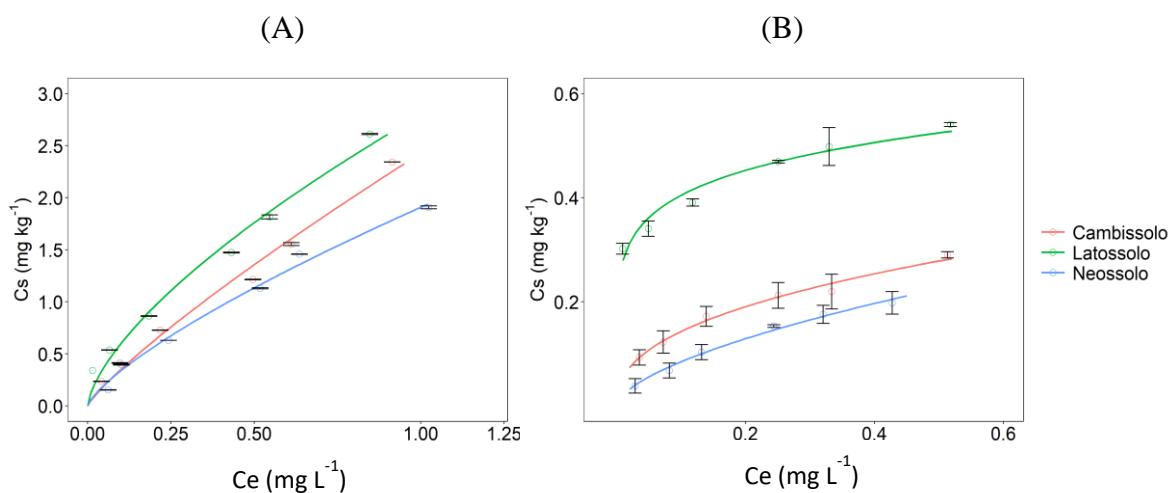 (A)
(B)
Cs (mg kg⁻¹)
3.0
2.5
2.0
1.5
1.0
0.5
0.0
0.00
0.25
0.50
1.00
1.25
Ce (mg L⁻¹)
Cs (mg kg⁻¹)
0.6
0.4
0.2
0.2
0.4
0.6
Ce (mg L⁻¹)
Cambissolo
Latossolo
Neossolo